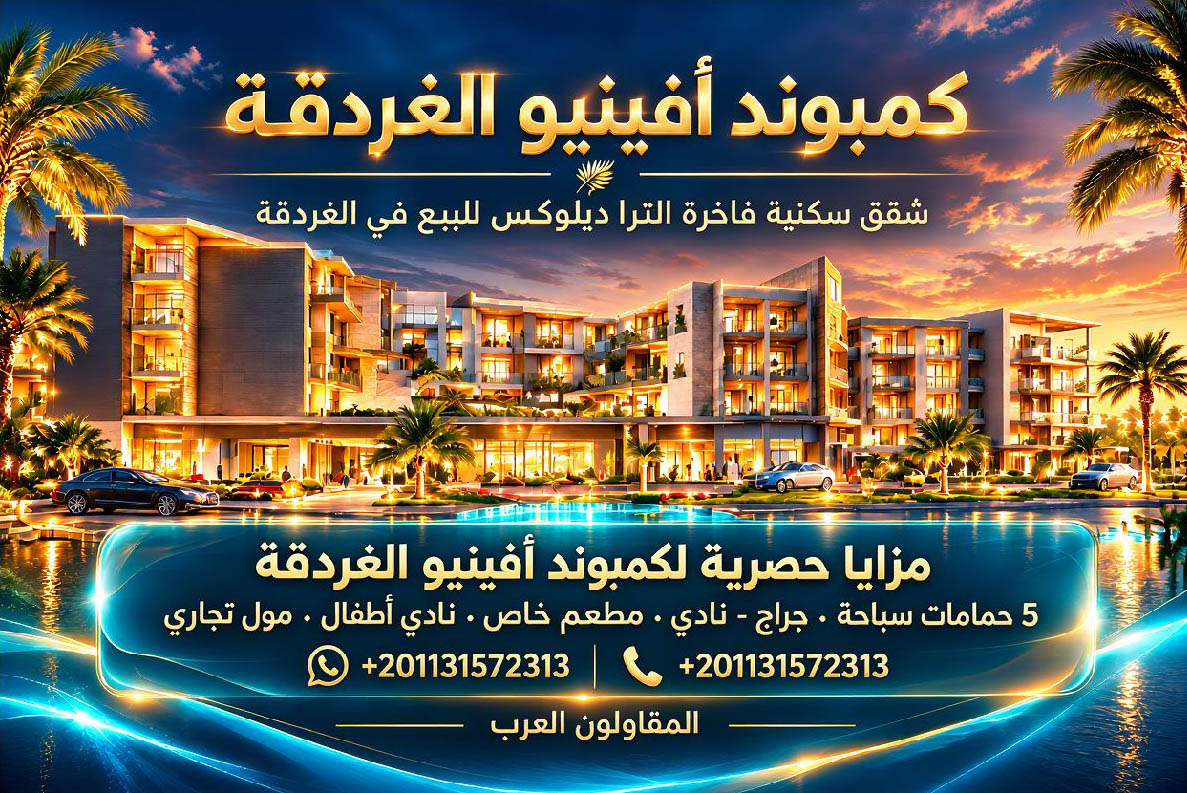 كمبوند أفينيو الغردقة
شقق سكنية فاخرة الترا ديلوكس للبيع في الغردقة
مزايا حصرية لكمبوند أفينيو الغردقة
5 حمامات سباحة . جراج - نادي . مطعم خاص . نادي أطفال . مول تجاري
+201131572313 | +201131572313
المقاولون العرب